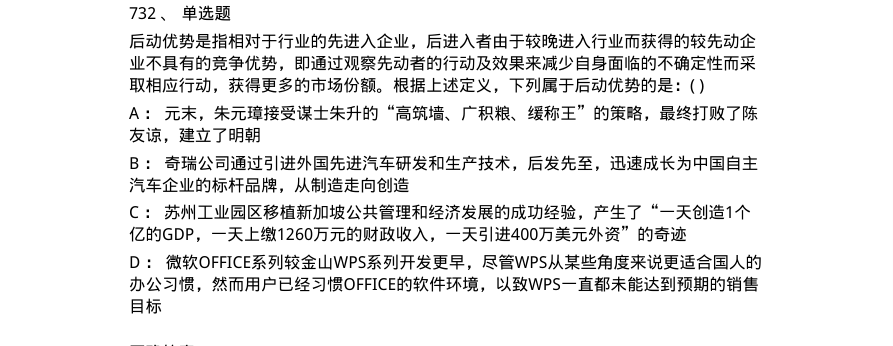 732 、 单选题
后动优势是指相对于行业的先进入企业，后进入者由于较晚进入行业而获得的较先动企
业不具有的竞争优势，即通过观察先动者的行动及效果来减少自身面临的不确定性而采
取相应行动，获得更多的市场份额。根据上述定义，下列属于后动优势的是：( )
A ： 元末，朱元璋接受谋士朱升的“高筑墙、广积粮、缓称王”的策略，最终打败了陈
友谅，建立了明朝
B ： 奇瑞公司通过引进外国先进汽车研发和生产技术，后发先至，迅速成长为中国自主
汽车企业的标杆品牌，从制造走向创造
C ： 苏州工业园区移植新加坡公共管理和经济发展的成功经验，产生了“一天创造1个
亿的GDP，一天上缴1260万元的财政收入，一天引进400万美元外资”的奇迹
D ： 微软OFFICE系列较金山WPS系列开发更早，尽管WPS从某些角度来说更适合国人的
办公习惯，然而用户已经习惯OFFICE的软件环境，以致WPS一直都未能达到预期的销售
目标